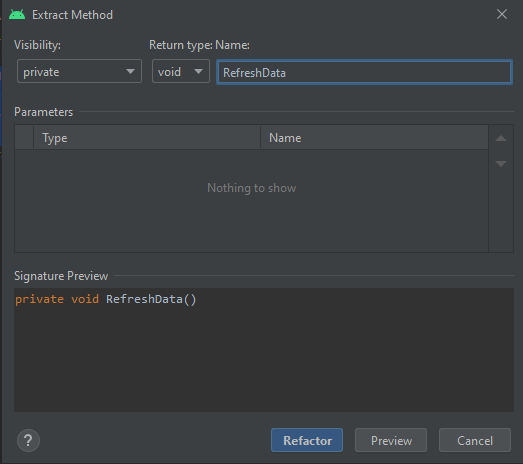 Extract Method
Visibility: Return type: Name:
private void RefreshData
Parameters
Type Name
Nothing to show
Signature Preview
private void RefreshData()
? Refactor Preview Cancel